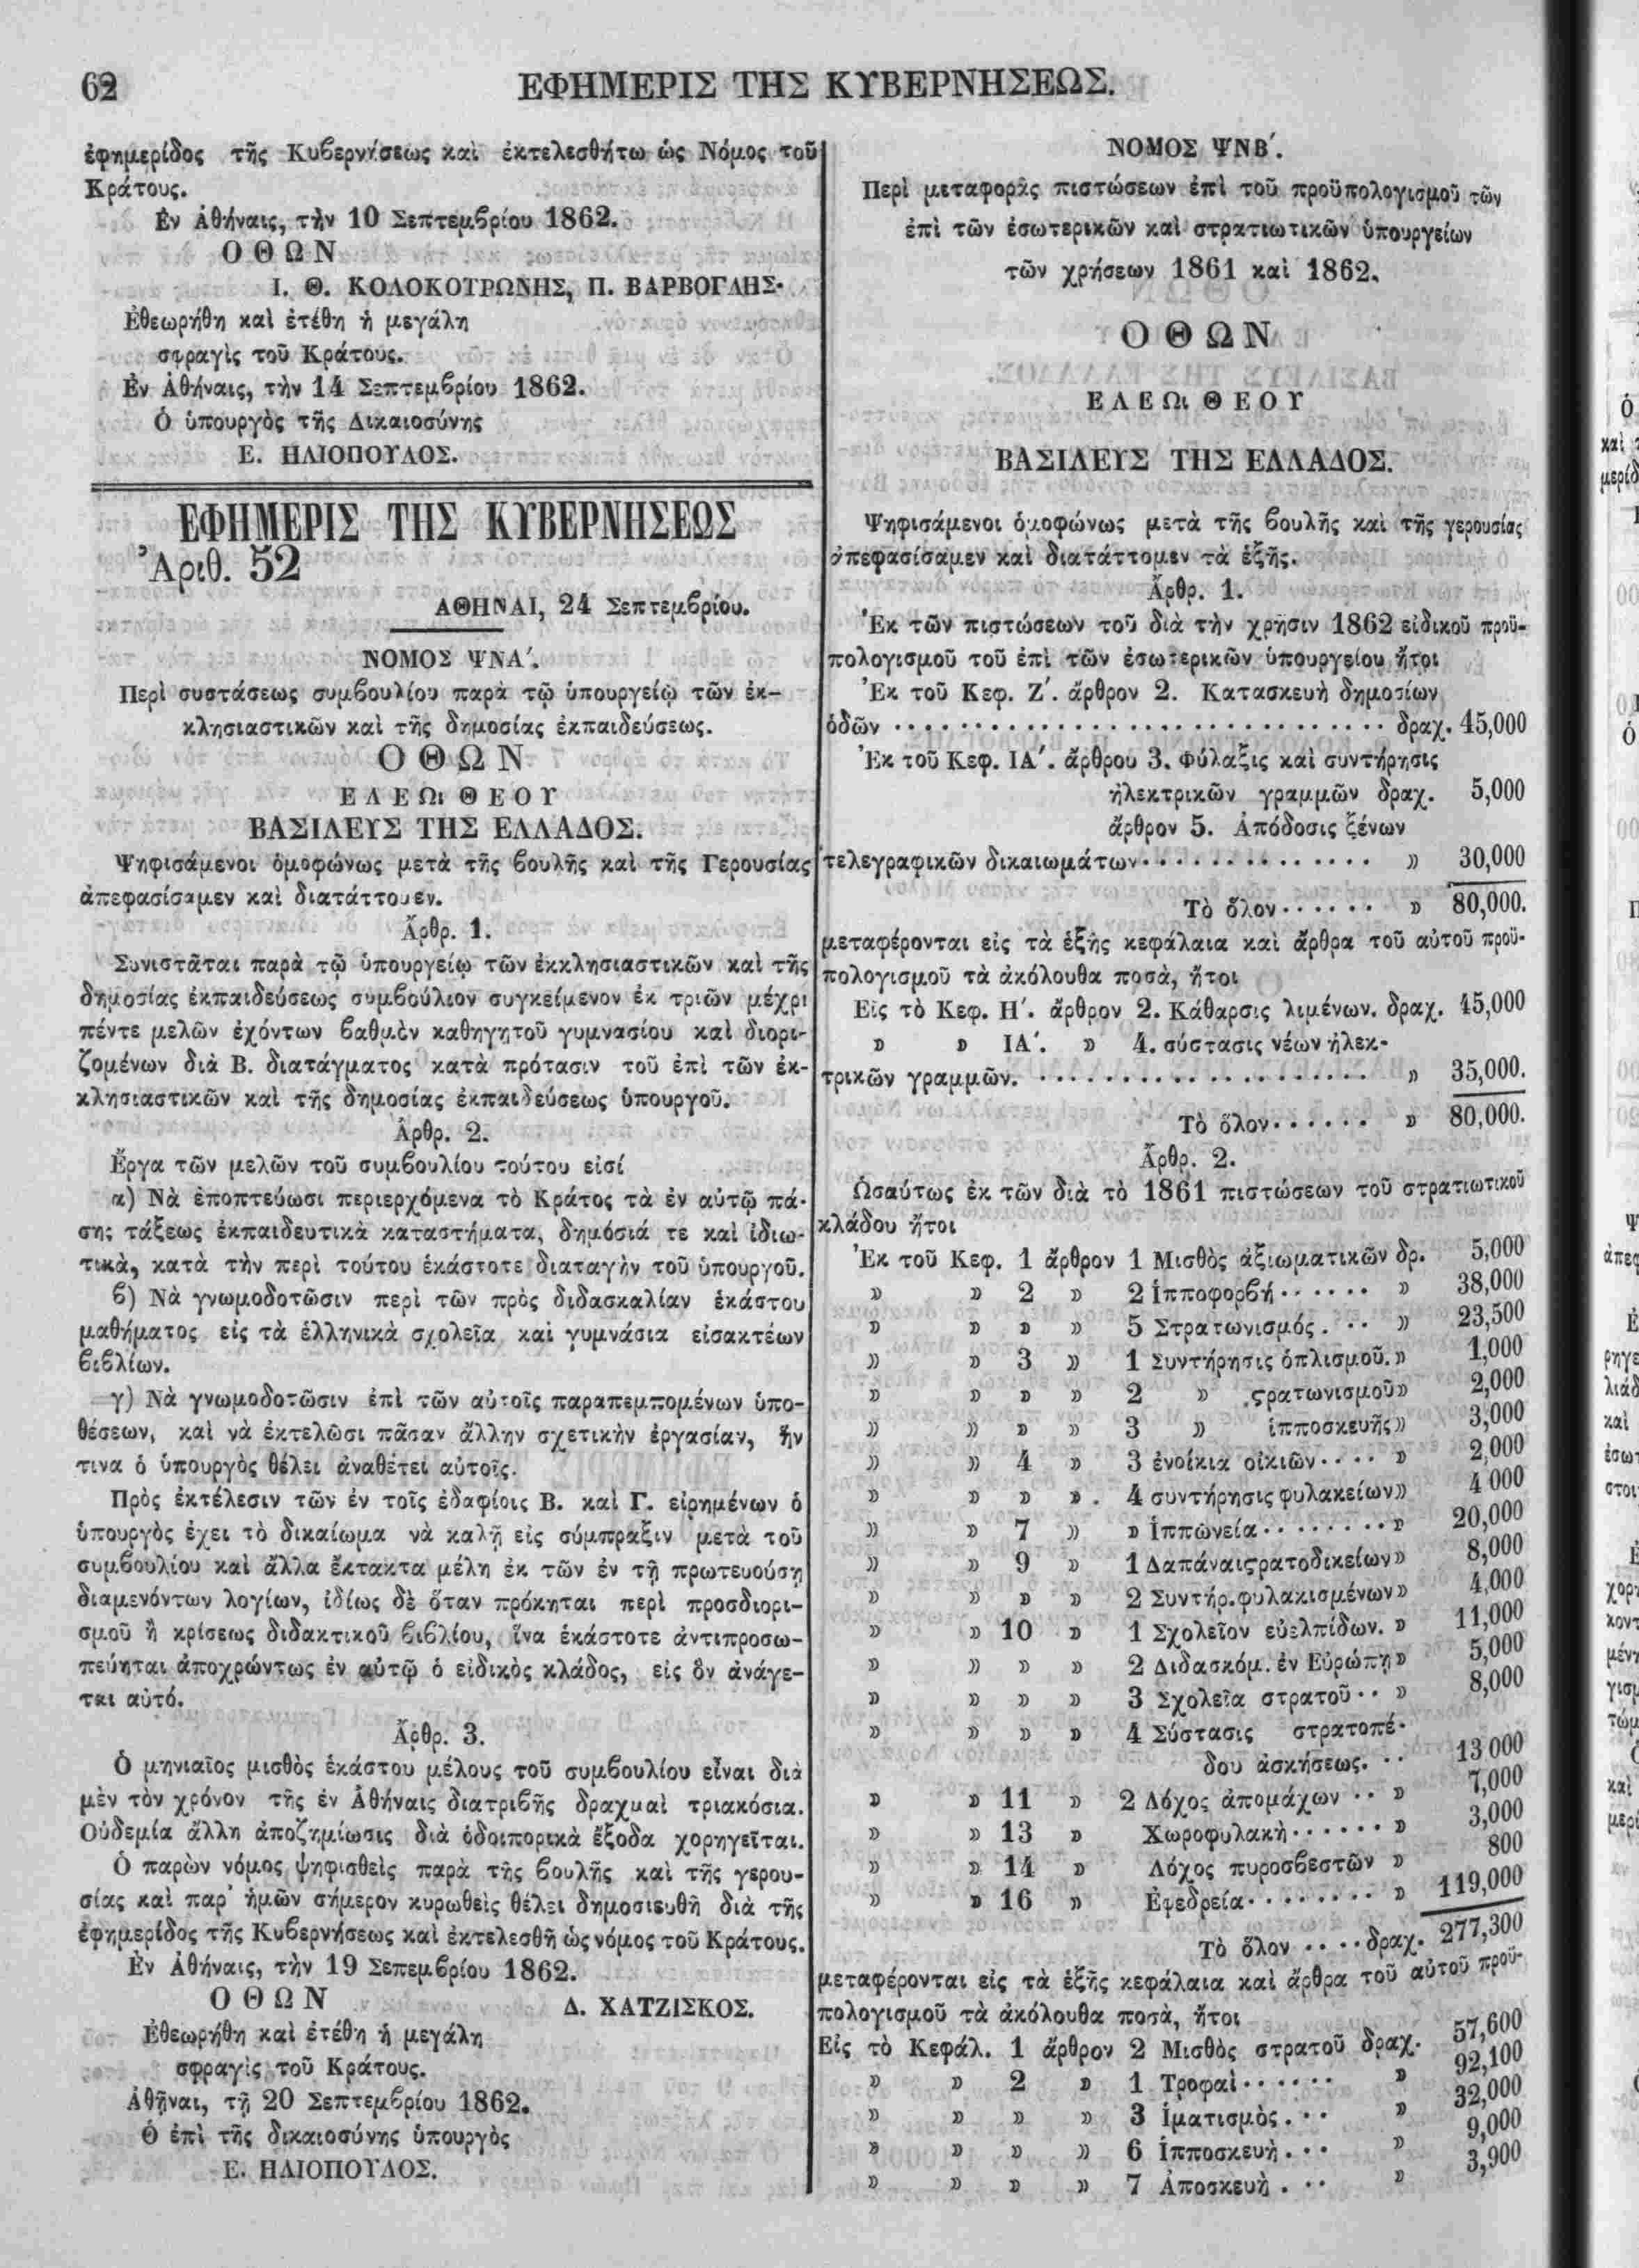 62
ΕΦΗΜΕΡΙΣ ΤΗΣ ΚΥΒΕΡΝΗΣΕΩΣ.
ἐφημερίδος τῆς Κυβερνήσεως καὶ ἐκτελεσθήτω ὡς Νόμος τοῦ
Κράτους.
Ἐν Ἀθήναις, τὴν 10 Σεπτεμβρίου 1862.
ΟΘΩΝ
Ι. Θ. ΚΟΛΟΚΟΤΡΩΝΗΣ, Π. ΒΑΡΒΟΓΛΗΣ.
Ἐθεωρήθη καὶ ἐτέθη ἡ μεγάλη
σφραγὶς τοῦ Κράτους.
Ἐν Ἀθήναις, τὴν 14 Σεπτεμβρίου 1862.
Ὁ ὑπουργὸς τῆς Δικαιοσύνης
Ε. ΗΛΙΟΠΟΥΛΟΣ.
ΕΦΗΜΕΡΙΣ ΤΗΣ ΚΥΒΕΡΝΗΣΕΩΣ
Ἀριθ. 52
ΑΘΗΝΑΙ, 24 Σεπτεμβρίου.
ΝΟΜΟΣ ΨΝΑ΄.
Περὶ συστάσεως συμβουλίου παρὰ τῷ ὑπουργείῳ τῶν ἐκ-
κλησιαστικῶν καὶ τῆς δημοσίας ἐκπαιδεύσεως.
ΟΘΩΝ
ΕΛΕΩι ΘΕΟΥ
ΒΑΣΙΛΕΥΣ ΤΗΣ ΕΛΛΑΔΟΣ.
Ψηφισάμενοι ὁμοφώνως μετὰ τῆς βουλῆς καὶ τῆς Γερουσίας
ἀπεφασίσαμεν καὶ διατάττομεν.
Ἄρθρ. 1.
Συνιστᾶται παρὰ τῷ ὑπουργείῳ τῶν ἐκκλησιαστικῶν καὶ τῆς
δημοσίας ἐκπαιδεύσεως συμβούλιον συγκείμενον ἐκ τριῶν μέχρι
πέντε μελῶν ἐχόντων βαθμὸν καθηγητοῦ γυμνασίου καὶ διορι-
ζομένων διὰ Β. διατάγματος κατὰ πρότασιν τοῦ ἐπὶ τῶν ἐκ-
κλησιαστικῶν καὶ τῆς δημοσίας ἐκπαιδεύσεως ὑπουργοῦ.
Ἄρθρ. 2.
Ἔργα τῶν μελῶν τοῦ συμβουλίου τούτου εἰσί
α) Νὰ ἐποπτεύωσι περιερχόμενα τὸ Κράτος τὰ ἐν αὐτῷ πά-
σης τάξεως ἐκπαιδευτικὰ καταστήματα, δημόσιά τε καὶ ἰδιω-
τικὰ, κατὰ τὴν περὶ τούτου ἑκάστοτε διαταγὴν τοῦ ὑπουργοῦ.
β) Νὰ γνωμοδοτῶσιν περὶ τῶν πρὸς διδασκαλίαν ἑκάστου
μαθήματος εἰς τὰ ἑλληνικὰ σχολεῖα καὶ γυμνάσια εἰσακτέων
βιβλίων.
γ) Νὰ γνωμοδοτῶσιν ἐπὶ τῶν αὐτοῖς παραπεμπομένων ὑπο-
θέσεων, καὶ νὰ ἐκτελῶσι πᾶσαν ἄλλην σχετικὴν ἐργασίαν, ἥν
τινα ὁ ὑπουργὸς θέλει ἀναθέτει αὐτοῖς.
Πρὸς ἐκτέλεσιν τῶν ἐν τοῖς ἐδαφίοις Β. καὶ Γ. εἰρημένων ὁ
ὑπουργὸς ἔχει τὸ δικαίωμα νὰ καλῇ εἰς σύμπραξιν μετὰ τοῦ
συμβουλίου καὶ ἄλλα ἔκτακτα μέλη ἐκ τῶν ἐν τῇ πρωτευούσῃ
διαμενόντων λογίων, ἰδίως δὲ ὅταν πρόκηται περὶ προσδιορι-
σμοῦ ἢ κρίσεως διδακτικοῦ βιβλίου, ἵνα ἑκάστοτε ἀντιπροσω-
πεύηται ἀποχρώντως ἐν αὐτῷ ὁ εἰδικὸς κλάδος, εἰς ὃν ἀνάγε-
ται αὐτό.
Ἄρθρ. 3.
Ὁ μηνιαῖος μισθὸς ἑκάστου μέλους τοῦ συμβουλίου εἶναι διὰ
μὲν τὸν χρόνον τῆς ἐν Ἀθήναις διατριβῆς δραχμαὶ τριακόσια.
Οὐδεμία ἄλλη ἀποζημίωσις διὰ ὁδοιπορικὰ ἔξοδα χορηγεῖται.
Ὁ παρὼν νόμος ψηφισθεὶς παρὰ τῆς βουλῆς καὶ τῆς γερου-
σίας καὶ παρ' ἡμῶν σήμερον κυρωθεὶς θέλει δημοσιευθῆ διὰ τῆς
ἐφημερίδος τῆς Κυβερνήσεως καὶ ἐκτελεσθῆ ὡς νόμος τοῦ Κράτους.
Ἐν Ἀθήναις, τὴν 19 Σεπεμβρίου 1862.
ΟΘΩΝ
Δ. ΧΑΤΖΙΣΚΟΣ.
Ἐθεωρήθη καὶ ἐτέθη ἡ μεγάλη
σφραγὶς τοῦ Κράτους.
Ἀθῆναι, τῇ 20 Σεπτεμβρίου 1862.
Ὁ ἐπὶ τῆς δικαιοσύνης ὑπουργὸς
Ε. ΗΛΙΟΠΟΥΛΟΣ.
ΝΟΜΟΣ ΨΝΒ΄.
Περὶ μεταφορᾶς πιστώσεων ἐπὶ τοῦ προϋπολογισμοῦ τῶν
ἐπὶ τῶν ἐσωτερικῶν καὶ στρατιωτικῶν ὑπουργείων
τῶν χρήσεων 1861 καὶ 1862.
ΟΘΩΝ
ΕΛΕΩι ΘΕΟΥ
ΒΑΣΙΛΕΥΣ ΤΗΣ ΕΛΛΑΔΟΣ.
Ψηφισάμενοι ὁμοφώνως μετὰ τῆς βουλῆς καὶ τῆς γερουσίας
ἀπεφασίσαμεν καὶ διατάττομεν τὰ ἑξῆς.
Ἄρθρ. 1.
Ἐκ τῶν πιστώσεων τοῦ διὰ τὴν χρῆσιν 1862 εἰδικοῦ προϋ-
πολογισμοῦ τοῦ ἐπὶ τῶν ἐσωτερικῶν ὑπουργείου ἤτοι
Ἐκ τοῦ Κεφ. Ζ΄. ἄρθρον 2. Κατασκευὴ δημοσίων
ὁδῶν . . . . . . δραχ. 45,000
Ἐκ τοῦ Κεφ. ΙΑ΄. ἄρθρου 3. Φύλαξις καὶ συντήρησις
ἠλεκτρικῶν γραμμῶν δραχ. 5,000
ἄρθρον 5. Ἀπόδοσις ξένων
τελεγραφικῶν δικαιωμάτων . . . . . . » 30,000
Τὸ ὅλον . . . . . . » 80,000.
μεταφέρονται εἰς τὰ ἑξῆς κεφάλαια καὶ ἄρθρα τοῦ αὐτοῦ προϋ-
πολογισμοῦ τὰ ἀκόλουθα ποσὰ, ἤτοι
Εἰς τὸ Κεφ. Η΄. ἄρθρον 2. Κάθαρσις λιμένων. δραχ. 45,000
» » ΙΑ΄. » 4. σύστασις νέων ἠλεκ-
τρικῶν γραμμῶν. . . . . . . » 35,000.
Τὸ ὅλον . . . . . . » 80,000.
Ἄρθρ. 2.
Ὡσαύτως ἐκ τῶν διὰ τὸ 1861 πιστώσεων τοῦ στρατιωτικοῦ
κλάδου ἤτοι
Ἐκ τοῦ Κεφ. 1 ἄρθρον 1 Μισθὸς ἀξιωματικῶν δρ. 5,000
» » 2 » 2 ἱπποφορβή . . . . . . » 38,000
» » » » 5 Στρατωνισμός . . . . » 23,500
» » 3 » 1 Συντήρησις ὁπλισμοῦ. » 1,000
» » » » 2 » ςρατωνισμοῦ » 2,000
» » » » 3 » ἱπποσκευῆς » 3,000
» » 4 » 3 ἐνοίκια οἰκιῶν . . . . » 2,000
» » » » . 4 συντήρησις φυλακείων » 4 000
» » 7 » » Ἱππωνεία . . . . . . » 20,000
» » 9 » 1 Δαπάναι ςρατοδικείων » 8,000
» » » » 2 Συντήρ. φυλακισμένων » 4,000
» » 10 » 1 Σχολεῖον εὐελπίδων. » 11,000
» » » » 2 Διδασκόμ. ἐν Εὐρώπῃ » 5,000
» » » » 3 Σχολεῖα στρατοῦ . . » 8,000
» » » » 4 Σύστασις στρατοπέ-
δου ἀσκήσεως. . . 13 000
» » 11 » 2 Λόχος ἀπομάχων . . » 7,000
» » 13 » Χωροφυλακὴ . . . . . . » 3,000
» » 14 » Λόχος πυροσβεστῶν » 800
» » 16 » Ἐφεδρεία . . . . . . » 119,000
Τὸ ὅλον . . . . δραχ. 277,300
μεταφέρονται εἰς τὰ ἑξῆς κεφάλαια καὶ ἄρθρα τοῦ αὐτοῦ προϋ-
πολογισμοῦ τὰ ἀκόλουθα ποσὰ, ἤτοι
Εἰς τὸ Κεφάλ. 1 ἄρθρον 2 Μισθὸς στρατοῦ δραχ. 57,600
» » 2 » 1 Τροφαὶ . . . . . . » 92,100
» » » » 3 Ἱματισμὸς . . . » 32,000
» » » » 6 Ἱπποσκευὴ . . . » 9,000
» » » » 7 Ἀποσκευὴ . . . » 3,900